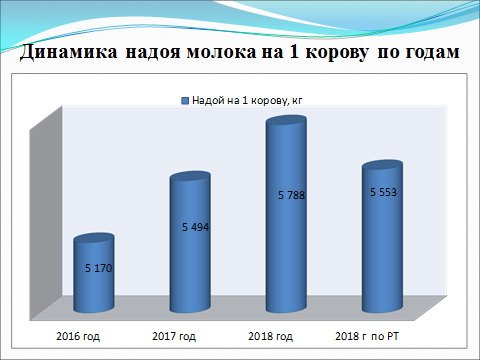 Динамика надоя молока на 1 корову по годам
Надой на 1 корову, кг
5 170
5 494
5 788
5 553
2016 год
2017 год
2018 год
2018 г по РТ